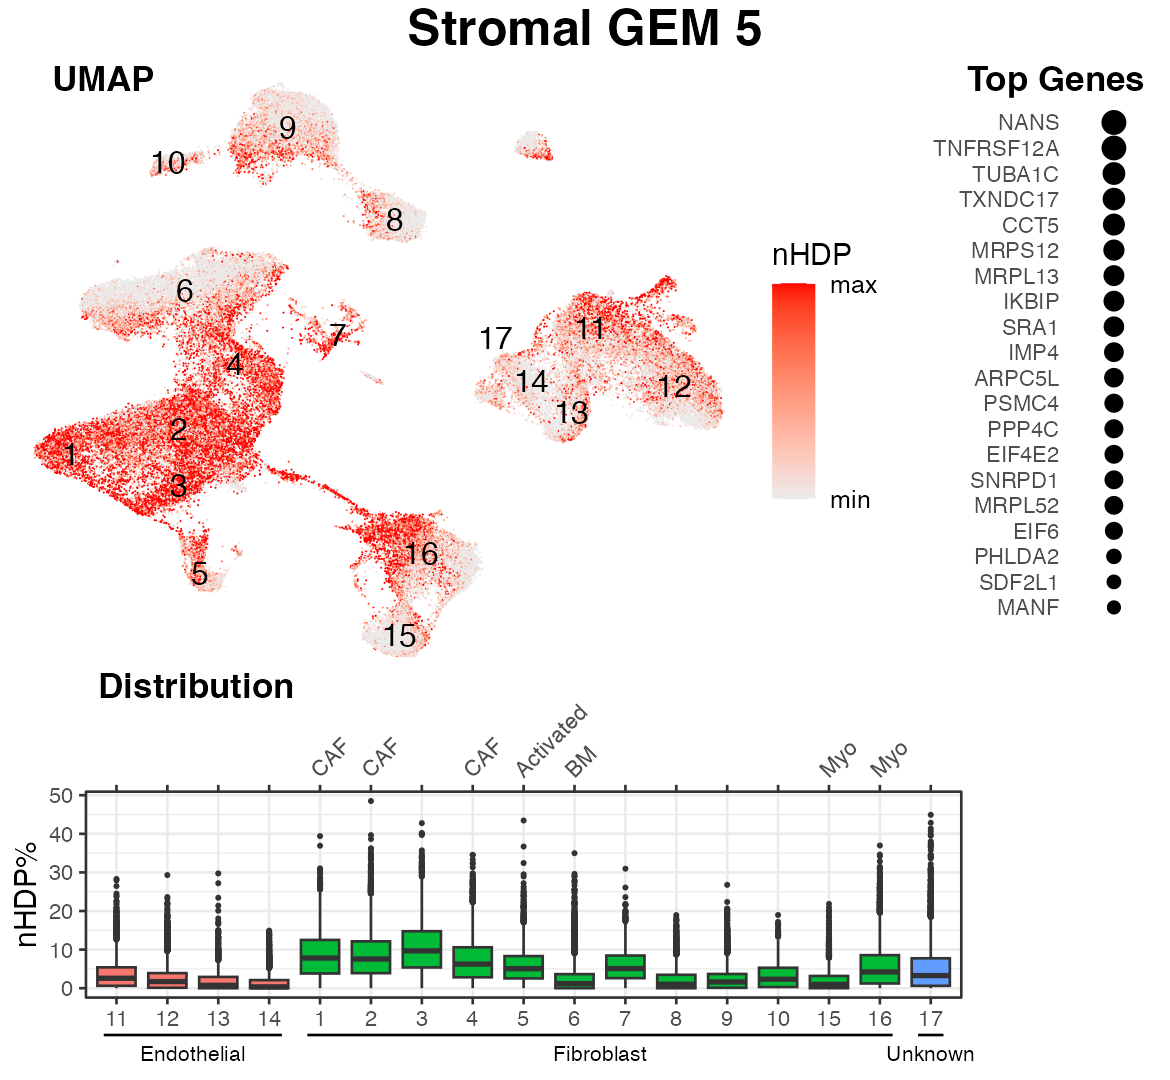 Stromal GEM 5
UMAP
9
10
8
6
7
4
2
1
3
5
16
15
17
11
14
12
13
nHDP
max
min
Top Genes
NANS
TNFRSF12A
TUBA1C
TXNDC17
CCT5
MRPS12
MRPL13
IKBIP
SRA1
IMP4
ARPC5L
PSMC4
PPP4C
EIF4E2
SNRPD1
MRPL52
EIF6
PHLDA2
SDF2L1
MANF
Distribution
CAF CAF CAF Activated BM Myo Myo
nHDP%
50
40
30
20
10
0
11 12 13 14 1 2 3 4 5 6 7 8 9 10 15 16 17
Endothelial Fibroblast Unknown